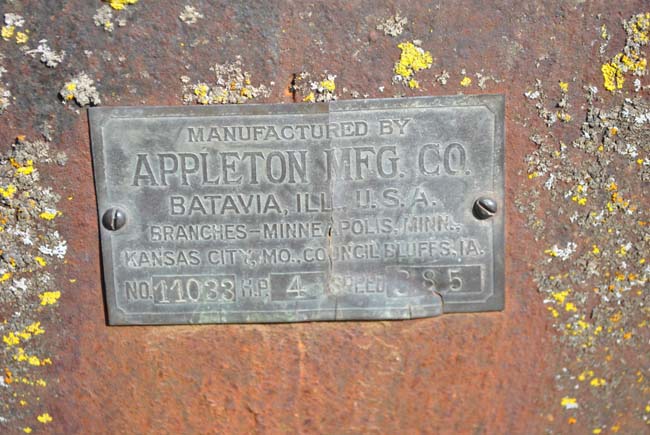 MANUFACTURED BY
APPLETON MFG. CO.
BATAVIA, ILL. U.S.A.
BRANCHES-MINNEAPOLIS, MINN.,
KANSAS CITY, MO., COUNCIL BLUFFS, IA.
NO. 11033 H.P. 4 SPEED 385